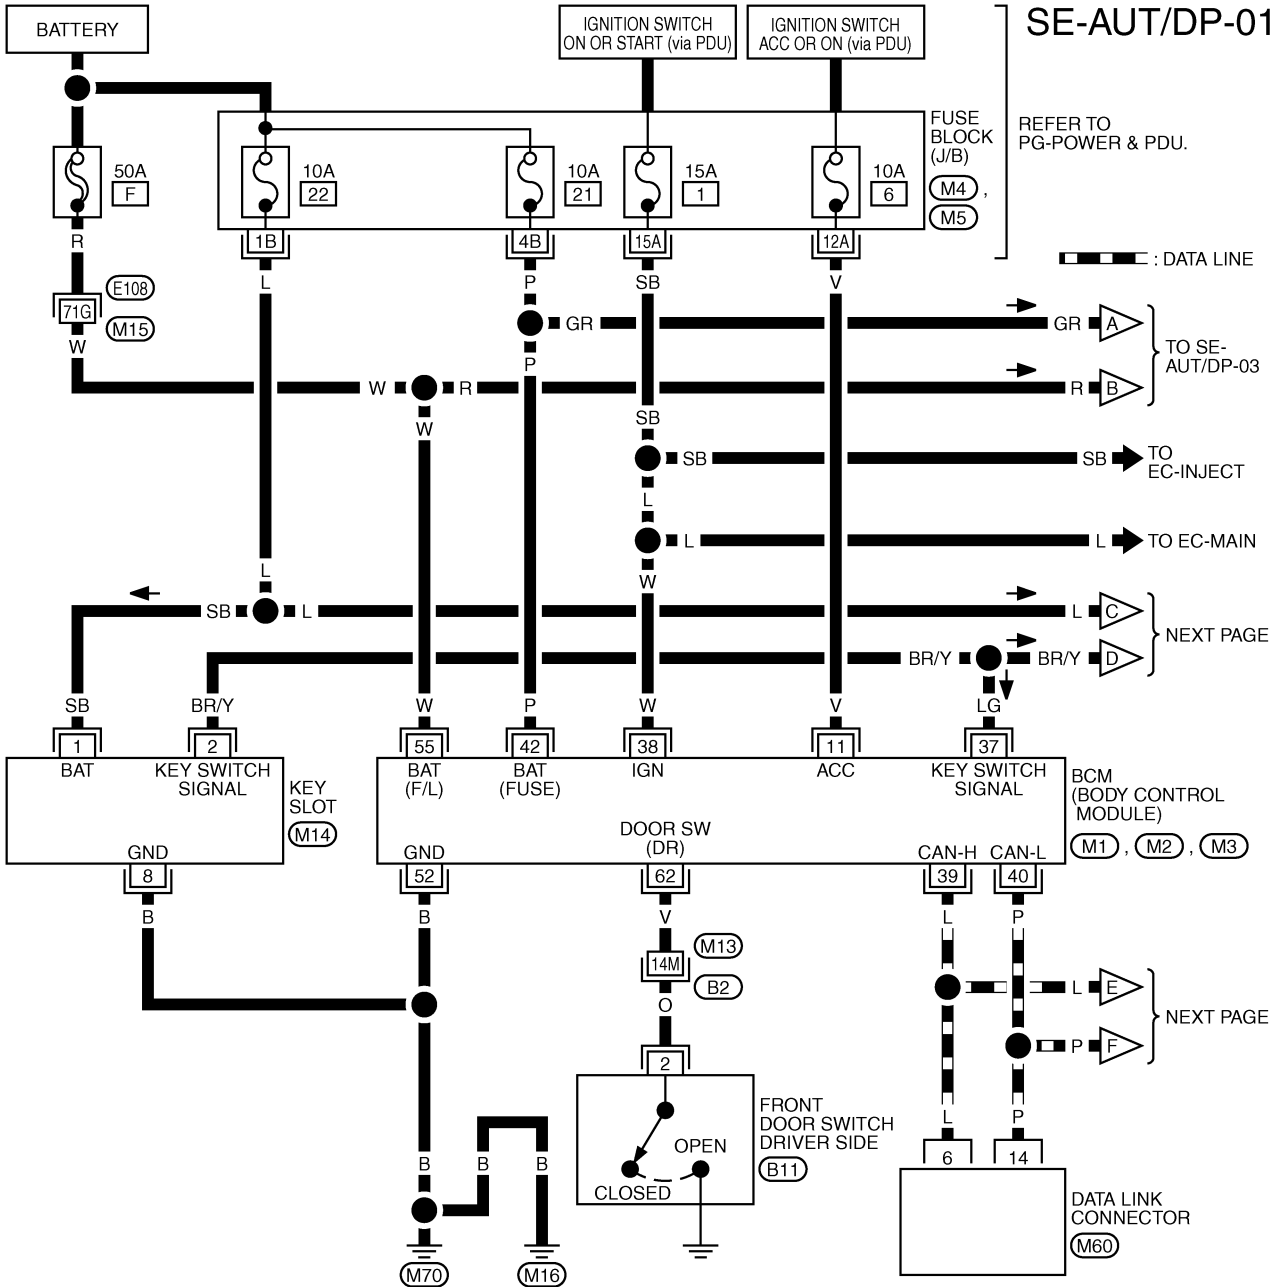 SE-AUT/DP-01
BATTERY
IGNITION SWITCH
ON OR START (via PDU)
IGNITION SWITCH
ACC OR ON (via PDU)
FUSE
BLOCK
(J/B)
M4 ,
M5
REFER TO
PG-POWER & PDU.
50A
F
10A
22
10A
21
15A
1
10A
6
1B
4B
15A
12A
: DATA LINE
R
L
P
SB
V
E108
71G
M15
W
GR
GR
A
P
TO SE-
AUT/DP-03
W
R
R
B
W
SB
SB
SB
TO
EC-INJECT
L
L
L
TO EC-MAIN
L
W
SB
L
L
C
NEXT PAGE
BR/Y
BR/Y
D
SB
BR/Y
W
P
W
V
LG
1
2
55
42
38
11
37
BAT
KEY SWITCH
SIGNAL
BAT
(F/L)
BAT
(FUSE)
IGN
ACC
KEY SWITCH
SIGNAL
KEY
SLOT
M14
BCM
(BODY CONTROL
MODULE)
M1 , M2 , M3
DOOR SW
(DR)
GND
GND
CAN-H
CAN-L
8
52
62
39
40
B
B
V
L
P
M13
14M
B2
O
L
E
NEXT PAGE
P
F
2
FRONT
DOOR SWITCH
DRIVER SIDE
B11
OPEN
CLOSED
L
P
6
14
B
B
B
DATA LINK
CONNECTOR
M60
M70
M16